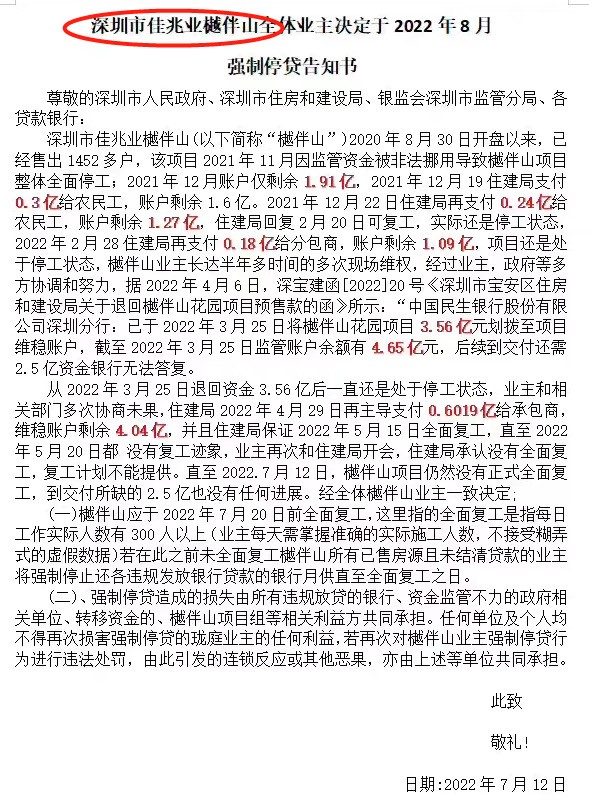 深圳市佳兆业樾伴山全体业主决定于 2022 年 8 月
强制停贷告知书
尊敬的深圳市人民政府、深圳市住房和建设局、银监会深圳市监管分局、各
贷款银行：
深圳市佳兆业樾伴山(以下简称“樾伴山”)2020 年 8 月 30 日开盘以来，已
经售出 1452 多户，该项目 2021 年 11 月因监管资金被非法挪用导致樾伴山项目
整体全面停工；2021 年 12 月账户仅剩余 1.91 亿，2021 年 12 月 19 住建局支付
0.3 亿给农民工，账户剩余 1.6 亿。2021 年 12 月 22 日住建局再支付 0.24 亿给
农民工，账户剩余 1.27 亿，住建局回复 2 月 20 日可复工，实际还是停工状态，
2022 年 2 月 28 住建局再支付 0.18 亿给分包商，账户剩余 1.09 亿，项目还是处
于停工状态，樾伴山业主长达半年多时间的多次现场维权，经过业主，政府等多
方协调和努力，据 2022 年 4 月 6 日，深宝建函[2022]20 号《深圳市宝安区住房
和建设局关于退回樾伴山花园项目预售款的函》所示：“中国民生银行股份有限
公司深圳分行：已于 2022 年 3 月 25 日将樾伴山花园项目 3.56 亿元划拨至项目
维稳账户，截至 2022 年 3 月 25 日监管账户余额有 4.65 亿元，后续到交付还需
2.5 亿资金银行无法答复。
从 2022 年 3 月 25 日退回资金 3.56 亿后一直还是处于停工状态，业主和相
关部门多次协商未果，住建局 2022 年 4 月 29 日再主导支付 0.6019 亿给承包商，
维稳账户剩余 4.04 亿，并且住建局保证 2022 年 5 月 15 日全面复工，直至 2022
年 5 月 20 日都 没有复工迹象，业主再次和住建局开会，住建局承认没有全面复
工，复工计划不能提供。直至 2022.7 月 12 日，樾伴山项目仍然没有正式全面复
工，到交付所缺的 2.5 亿也没有任何进展。经全体樾伴山业主一致决定；
(一)樾伴山应于 2022 年 7 月 20 日前全面复工，这里指的全面复工是指每日
工作实际人数有 300 人以上(业主每天需掌握准确的实际施工人数，不接受糊弄
式的虚假数据)若在此之前未全面复工樾伴山所有已售房源且未结清贷款的业主
将强制停止还各违规发放银行贷款的银行月供直至全面复工之日。
(二)、强制停贷造成的损失由所有违规放贷的银行、资金监管不力的政府相
关单位、转移资金的、樾伴山项目组等相关利益方共同承担。任何单位及个人均
不得再次损害强制停贷的珑庭业主的任何利益，若再次对樾伴山业主强制停贷行
为进行违法处罚，由此引发的连锁反应或其他恶果，亦由上述等单位共同承担。
此致
敬礼！
日期:2022 年 7 月 12 日